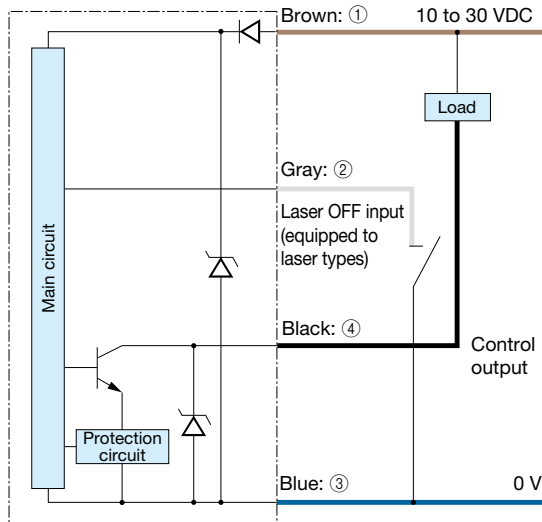 Brown: ① 10 to 30 VDC
Load
Gray: ②
Laser OFF input
(equipped to
laser types)
Main circuit
Black: ④
Control
output
Protection
circuit
Blue: ③ 0 V